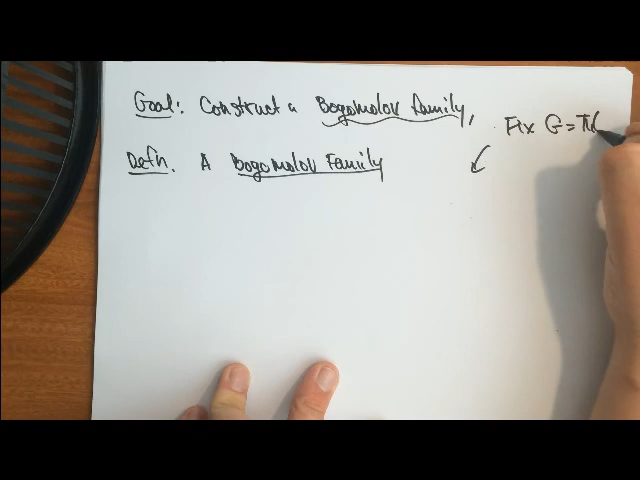 Goal: Construct a Bogomolov Family,
Fix G = π(
Defn. A Bogomolov Family